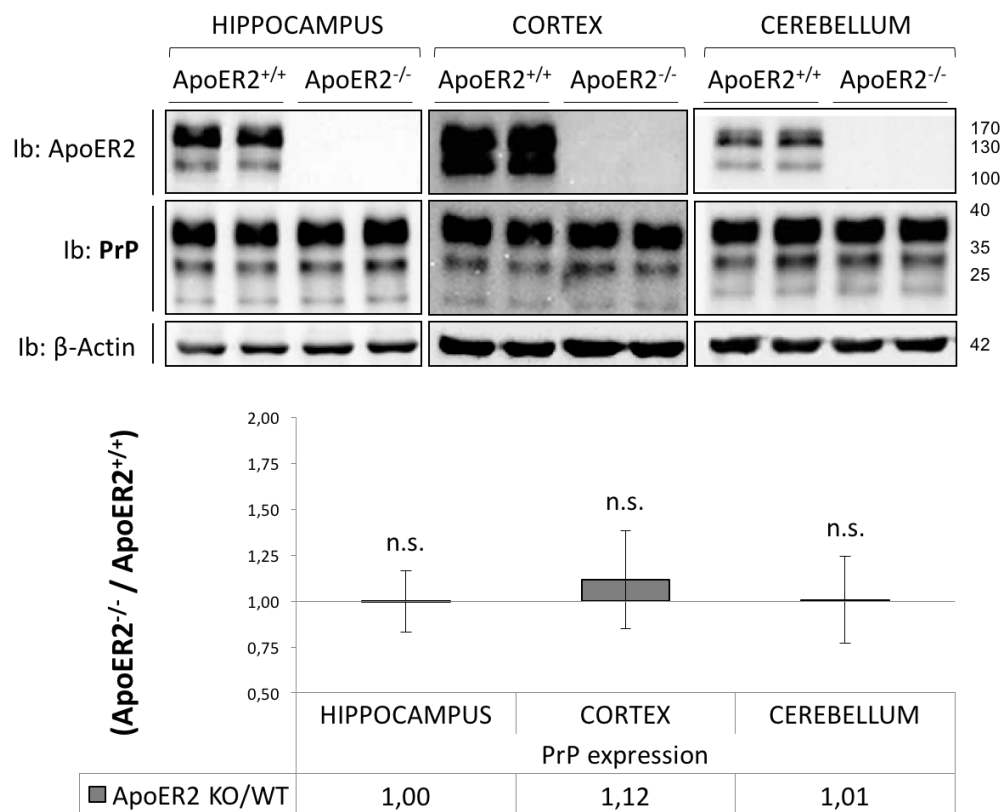 HIPPOCAMPUS CORTEX CEREBELLUM
ApoER2+/+ ApoER2-/- ApoER2+/+ ApoER2-/- ApoER2+/+ ApoER2-/-
Ib: ApoER2
170
130
100
Ib: PrP
40
35
25
Ib: β-Actin
42
(ApoER2-/- / ApoER2+/+)
2,00
1,75
1,50
1,25
1,00
0,75
0,50
n.s. n.s. n.s.
HIPPOCAMPUS CORTEX CEREBELLUM
PrP expression
ApoER2 KO/WT 1,00 1,12 1,01